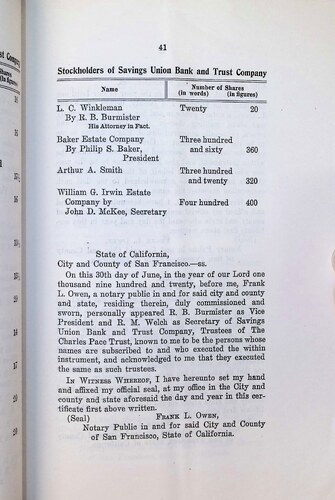 41
Stockholders of Savings Union Bank and Trust Company
Name Number of Shares
(in words) (in figures)
L. C. Winkleman Twenty 20
By R. B. Burmister
His Attorney in Fact.
Baker Estate Company Three hundred
By Philip S. Baker, and sixty 360
President
Arthur A. Smith Three hundred
and twenty 320
William G. Irwin Estate
Company by Four hundred 400
John D. McKee, Secretary
State of California,
City and County of San Francisco.—ss.
On this 30th day of June, in the year of our Lord one
thousand nine hundred and twenty, before me, Frank
L. Owen, a notary public in and for said city and county
and state, residing therein, duly commissioned and
sworn, personally appeared R. B. Burmister as Vice
President and R. M. Welch as Secretary of Savings
Union Bank and Trust Company, Trustees of The
Charles Pace Trust, known to me to be the persons whose
names are subscribed to and who executed the within
instrument, and acknowledged to me that they executed
the same as such trustees.
In Witness Whereof, I have hereunto set my hand
and affixed my official seal, at my office in the City and
county and state aforesaid the day and year in this cer-
tificate first above written.
(Seal) Frank L. Owen,
Notary Public in and for said City and County
of San Francisco, State of California.